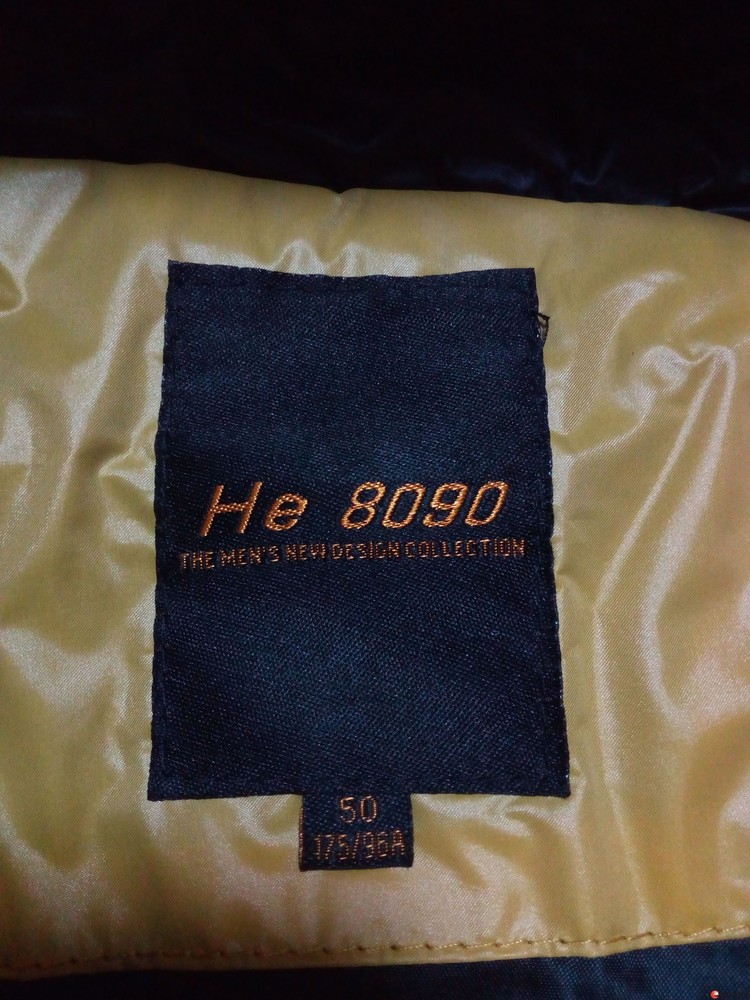 He 8090
THE MEN'S NEW DESIGN COLLECTION
50
175/96A